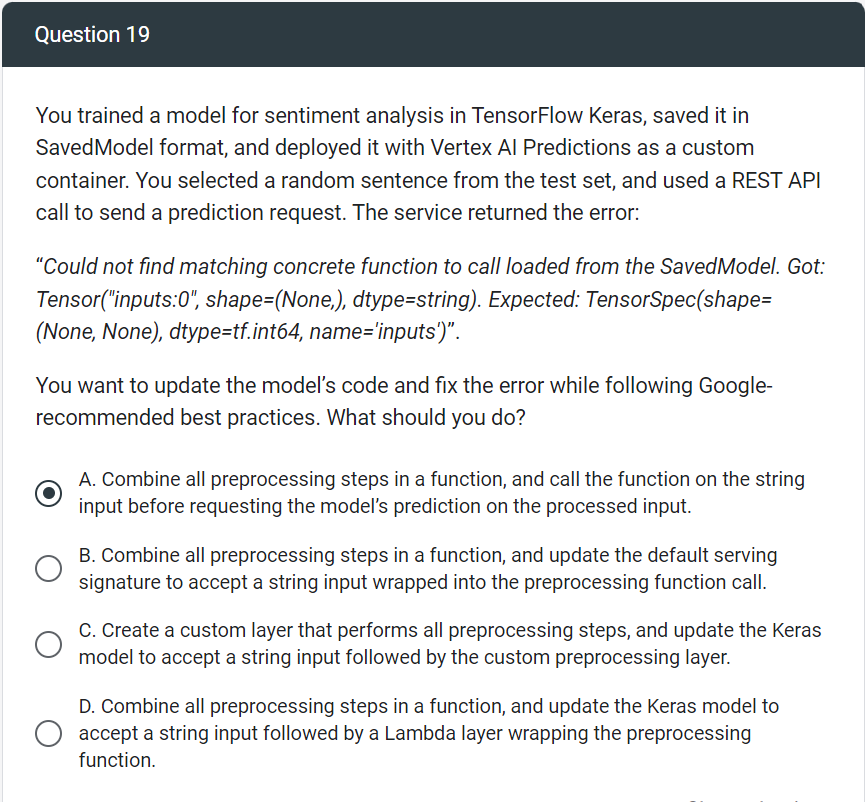 Question 19
You trained a model for sentiment analysis in TensorFlow Keras, saved it in
SavedModel format, and deployed it with Vertex AI Predictions as a custom
container. You selected a random sentence from the test set, and used a REST API
call to send a prediction request. The service returned the error:
“Could not find matching concrete function to call loaded from the SavedModel. Got:
Tensor("inputs:0", shape=(None,), dtype=string). Expected: TensorSpec(shape=
(None, None), dtype=tf.int64, name='inputs')”.
You want to update the model’s code and fix the error while following Google-
recommended best practices. What should you do?
A. Combine all preprocessing steps in a function, and call the function on the string
input before requesting the model’s prediction on the processed input.
B. Combine all preprocessing steps in a function, and update the default serving
signature to accept a string input wrapped into the preprocessing function call.
C. Create a custom layer that performs all preprocessing steps, and update the Keras
model to accept a string input followed by the custom preprocessing layer.
D. Combine all preprocessing steps in a function, and update the Keras model to
accept a string input followed by a Lambda layer wrapping the preprocessing
function.